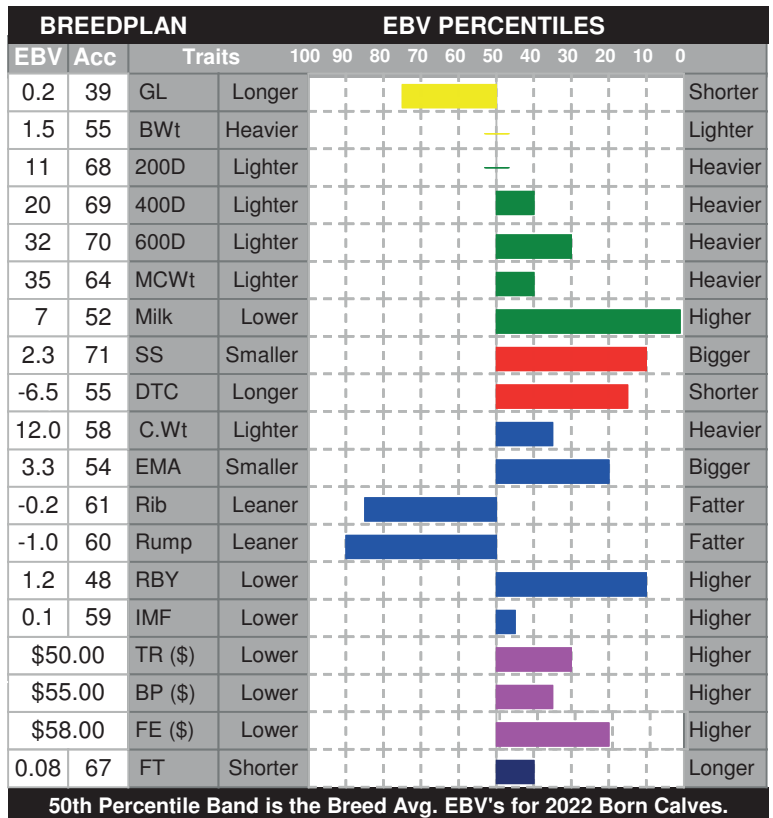 BREEDPLAN EBV PERCENTILES
EBV Acc Traits 100 90 80 70 60 50 40 30 20 10 0
0.2 39 GL Longer Shorter
1.5 55 BWt Heavier Lighter
11 68 200D Lighter Heavier
20 69 400D Lighter Heavier
32 70 600D Lighter Heavier
35 64 MCWt Lighter Heavier
7 52 Milk Lower Higher
2.3 71 SS Smaller Bigger
-6.5 55 DTC Longer Shorter
12.0 58 C.Wt Lighter Heavier
3.3 54 EMA Smaller Bigger
-0.2 61 Rib Leaner Fatter
-1.0 60 Rump Leaner Fatter
1.2 48 RBY Lower Higher
0.1 59 IMF Lower Higher
$50.00 TR ($) Lower Higher
$55.00 BP ($) Lower Higher
$58.00 FE ($) Lower Higher
0.08 67 FT Shorter Longer
50th Percentile Band is the Breed Avg. EBV's for 2022 Born Calves.